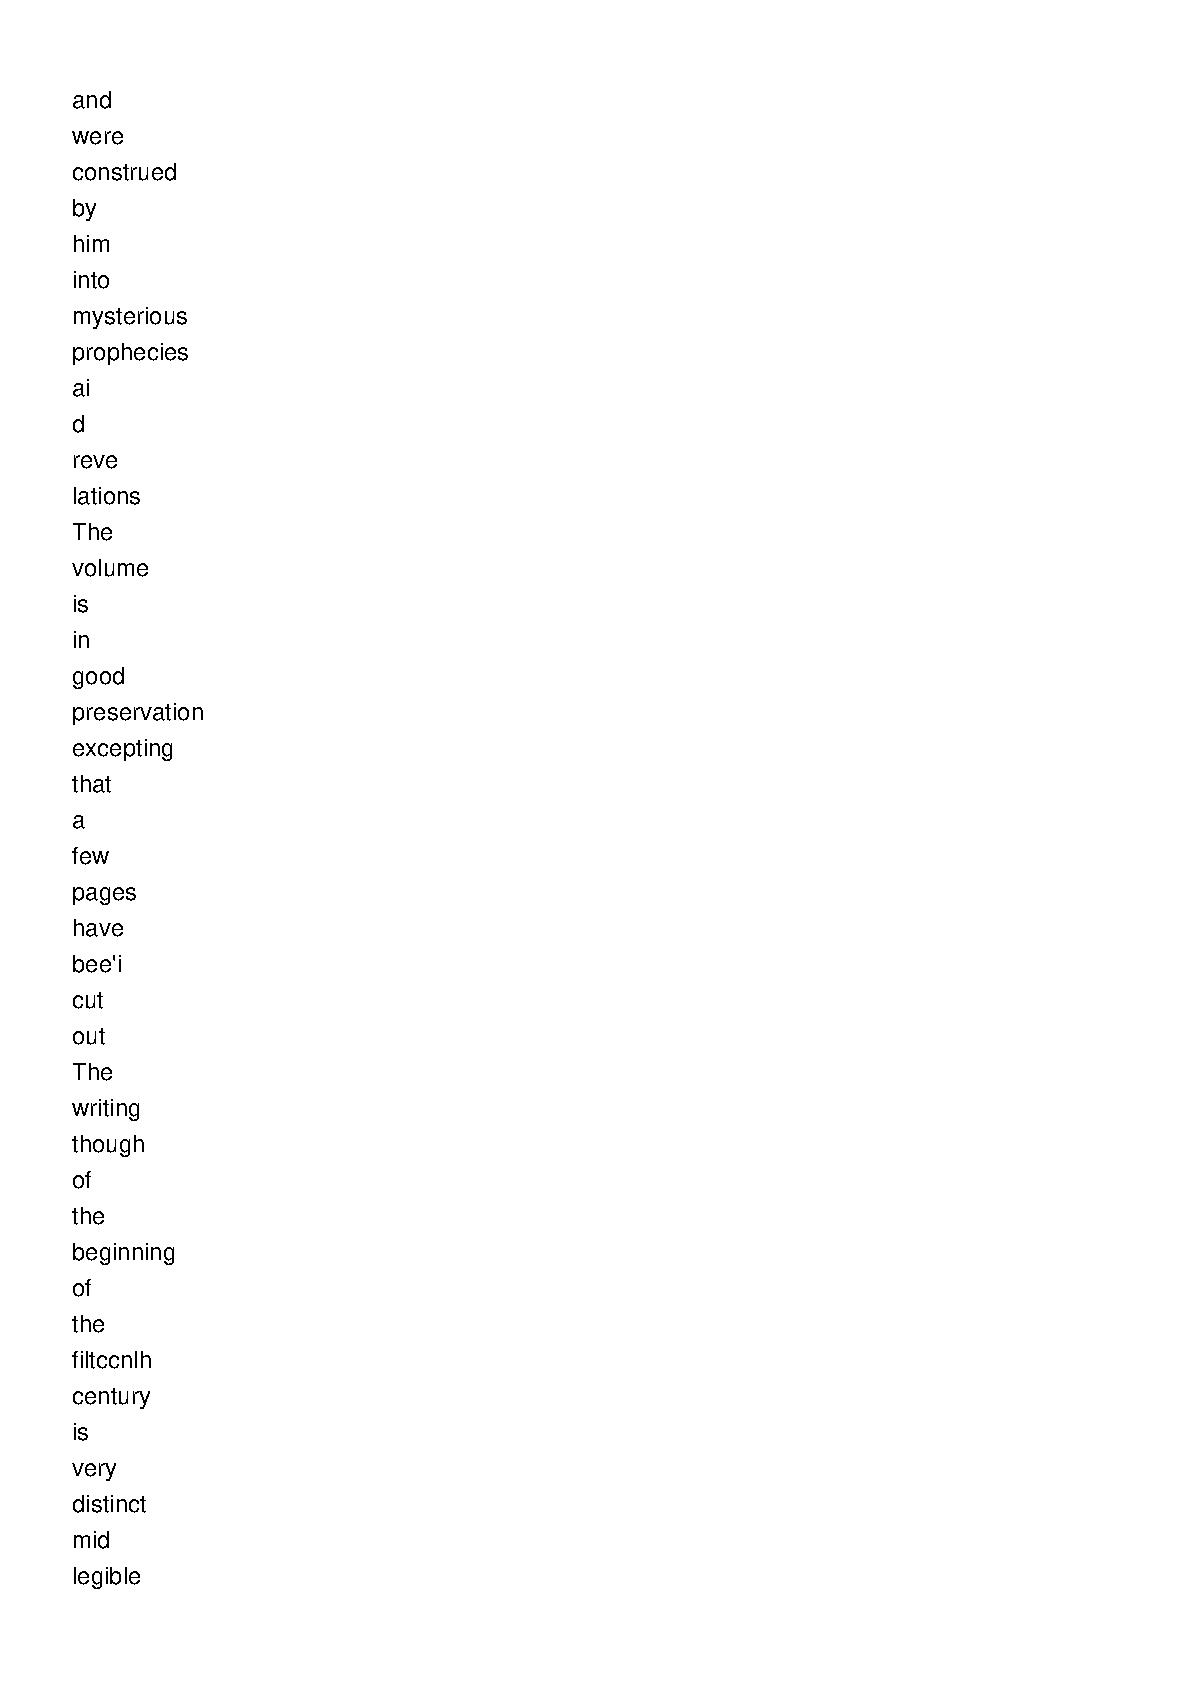 and
were
construed
by
him
into
mysterious
prophecies
ai
d
reve
lations
The
volume
is
in
good
preservation
excepting
that
a
few
pages
have
bee'i
cut
out
The
writing
though
of
the
beginning
of
the
filtccnlh
century
is
very
distinct
mid
legible